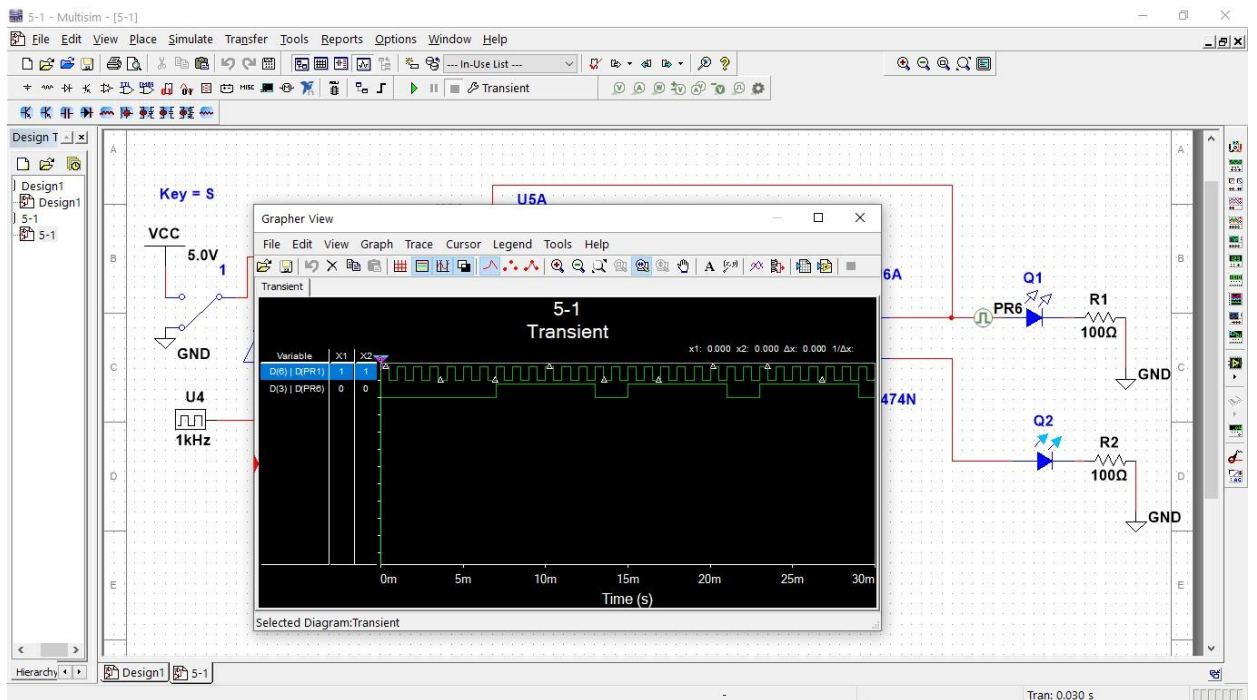 5-1 - Multisim - [5-1]
File Edit View Place Simulate Transfer Tools Reports Options Window Help
--- In-Use List ---
Transient
Design T
Design1
Design1
5-1
5-1
A
B
C
D
E
Key = S
U5A
VCC
5.0V
1
GND
U4
1kHz
6A
474N
PR6
Q1
R1
100Ω
GND
Q2
R2
100Ω
GND
A
B
C
D
E
Grapher View
File Edit View Graph Trace Cursor Legend Tools Help
Transient
5-1
Transient
x1: 0.000 x2: 0.000 Δx: 0.000 1/Δx:
Variable X1 X2
D(6) | D(PR1) 1 1
D(3) | D(PR6) 0 0
0m 5m 10m 15m 20m 25m 30m
Time (s)
Selected Diagram:Transient
Hierarchy
Design1 5-1
- Tran: 0.030 s